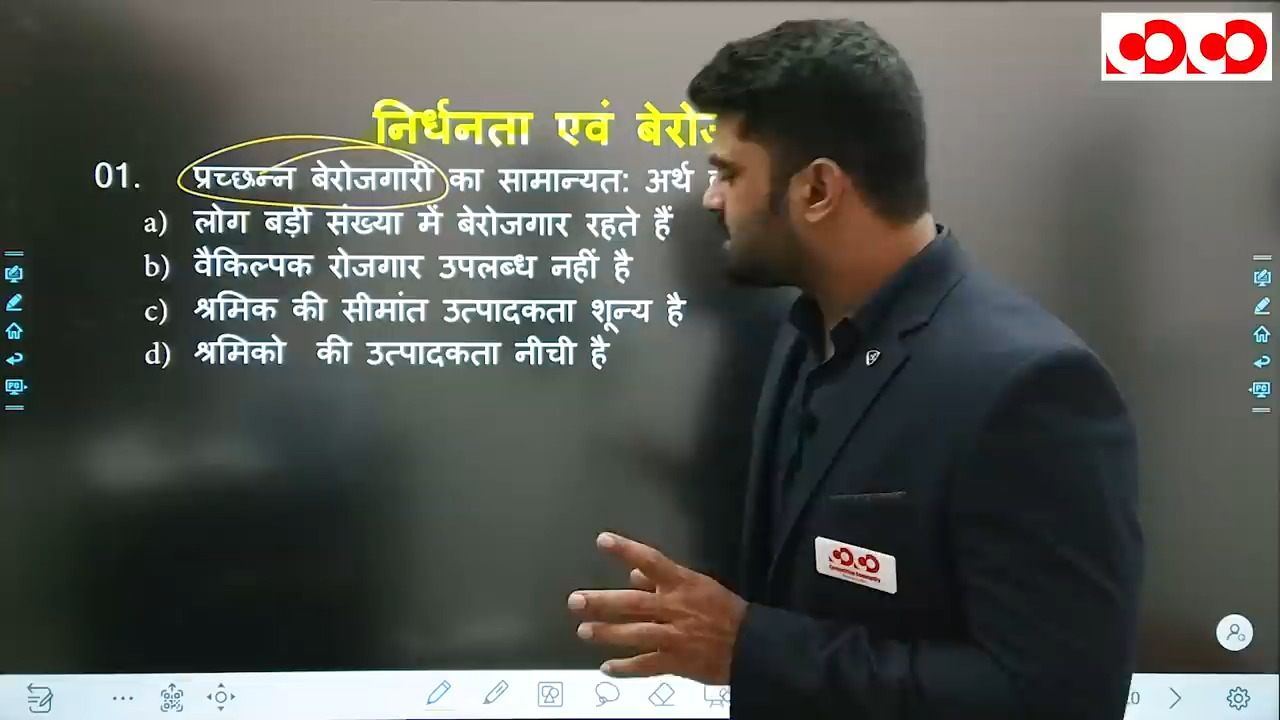 निर्धनता एवं
01. प्रच्छन्न बेरोजगारी का सामान्यत: अर्थ
a) लोग बड़ी संख्या में बेरोजगार रहते हैं
b) वैकिल्पक रोजगार उपलब्ध नहीं है
c) श्रमिक की सीमांत उत्पादकता शून्य है
d) श्रमिको की उत्पादकता नीची है